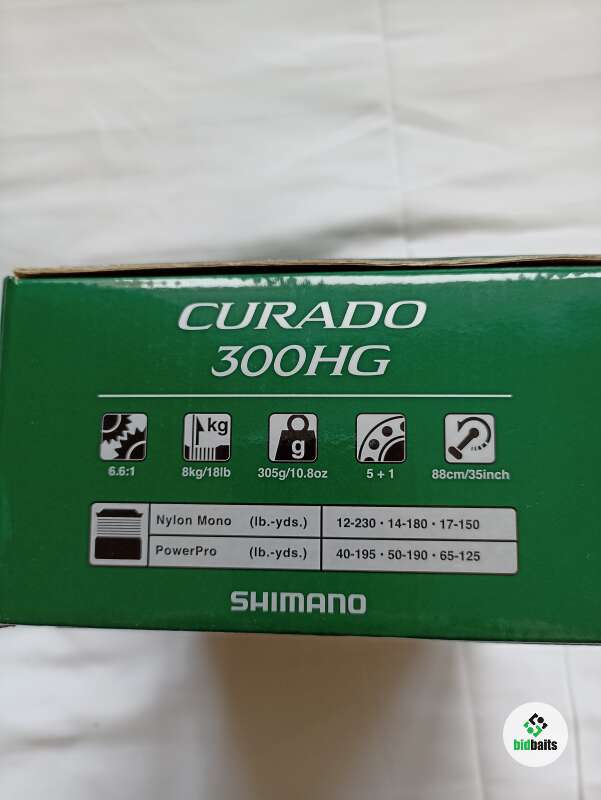 CURADO
300HG
kg
g
6.6:1
8kg/18lb
305g/10.8oz
5 + 1
88cm/35inch
Nylon Mono (lb.-yds.) 12-230 · 14-180 · 17-150
PowerPro (lb.-yds.) 40-195 · 50-190 · 65-125
SHIMANO
bidbaits